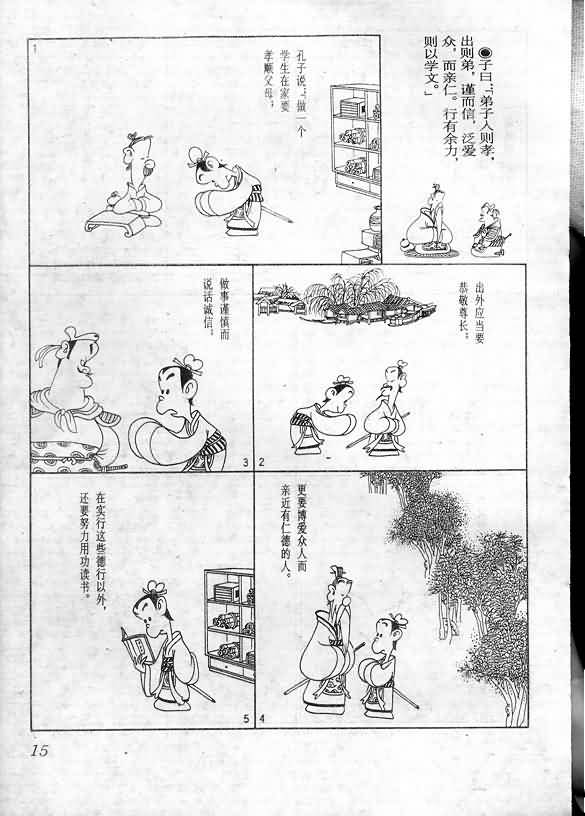 ●子曰:「弟子入则孝,
出则弟,谨而信,泛爱
众,而亲仁。行有余力,
则以学文。」
1
孔子说:做一个
学生在家要
孝顺父母;
2
出外应当要
恭敬尊长;
3
做事谨慎而
说话诚信;
4
更要博爱众人而
亲近有仁德的人。
5
在实行这些德行以外,
还要努力用功读书。
15